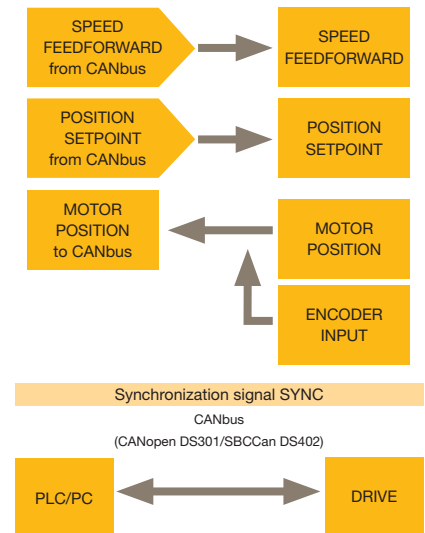 SPEED
FEEDFORWARD
from CANbus
SPEED
FEEDFORWARD
POSITION
SETPOINT
from CANbus
POSITION
SETPOINT
MOTOR
POSITION
to CANbus
MOTOR
POSITION
ENCODER
INPUT
Synchronization signal SYNC
CANbus
(CANopen DS301/SBCCan DS402)
PLC/PC
DRIVE